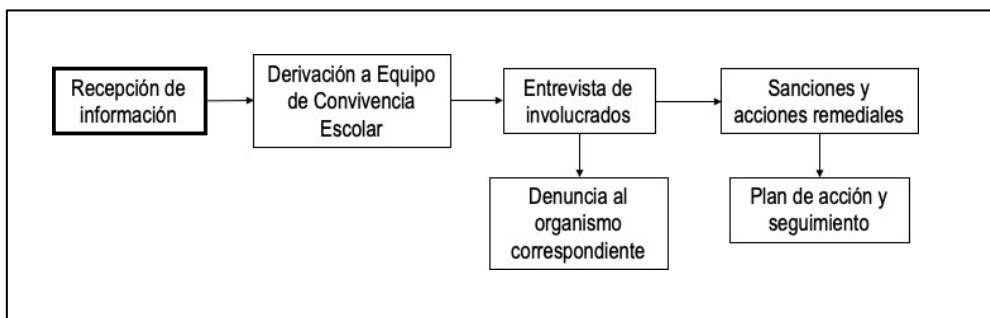 Recepción de
información
Derivación a Equipo
de Convivencia
Escolar
Entrevista de
involucrados
Sanciones y
acciones remediales
Denuncia al
organismo
correspondiente
Plan de acción y
seguimiento